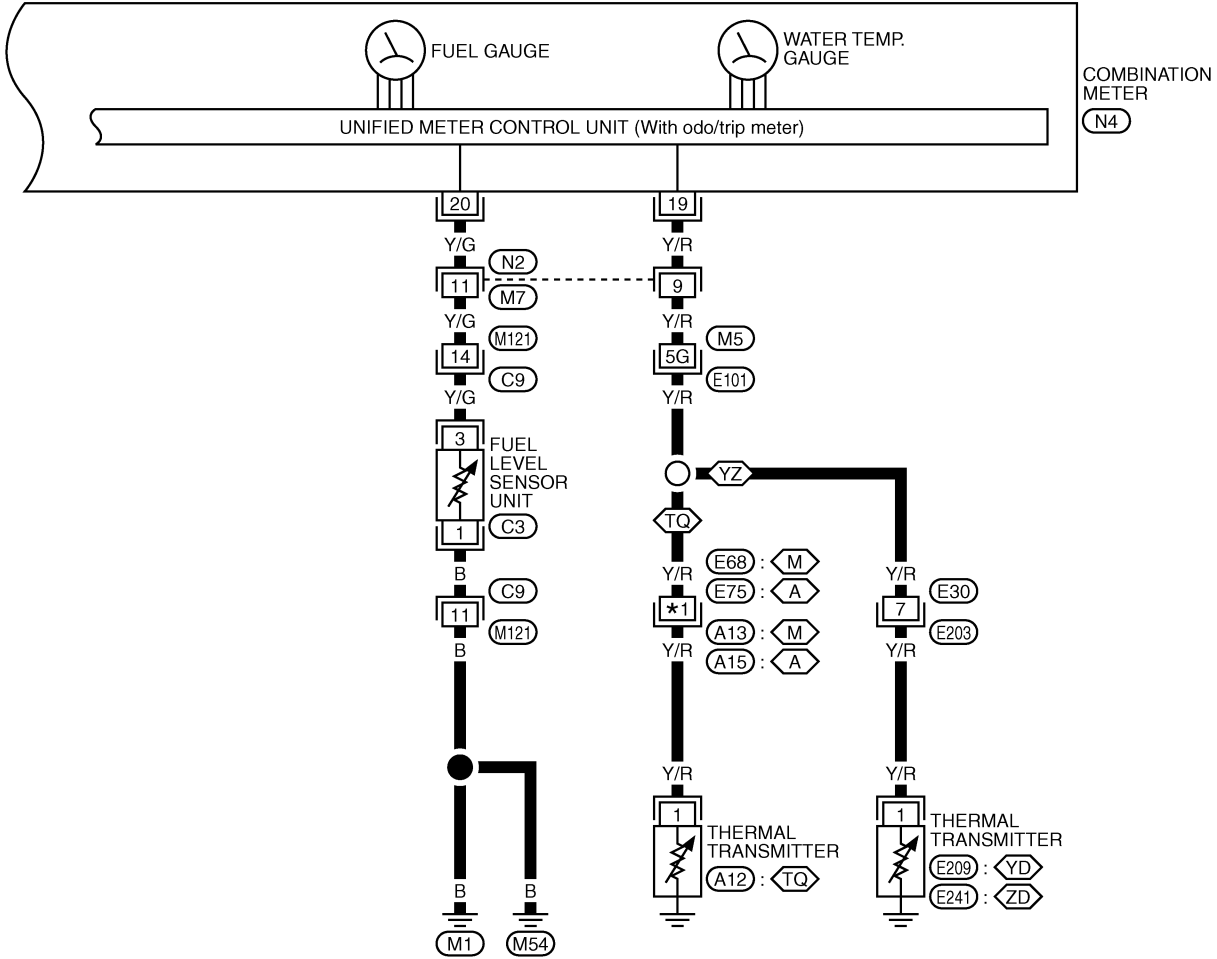 FUEL GAUGE
WATER TEMP.
GAUGE
COMBINATION
METER
N4
UNIFIED METER CONTROL UNIT (With odo/trip meter)
20
19
Y/G
Y/R
N2
11
9
M7
Y/G
Y/R
M121
M5
14
5G
C9
E101
Y/G
Y/R
3
FUEL
LEVEL
SENSOR
UNIT
YZ
TQ
1
C3
B
Y/R
E68 : M
Y/R
C9
E75 : A
E30
11
*1
7
M121
A13 : M
E203
B
Y/R
A15 : A
Y/R
Y/R
Y/R
1
1
THERMAL
TRANSMITTER
A12 : TQ
THERMAL
TRANSMITTER
E209 : YD
E241 : ZD
B
B
M1
M54